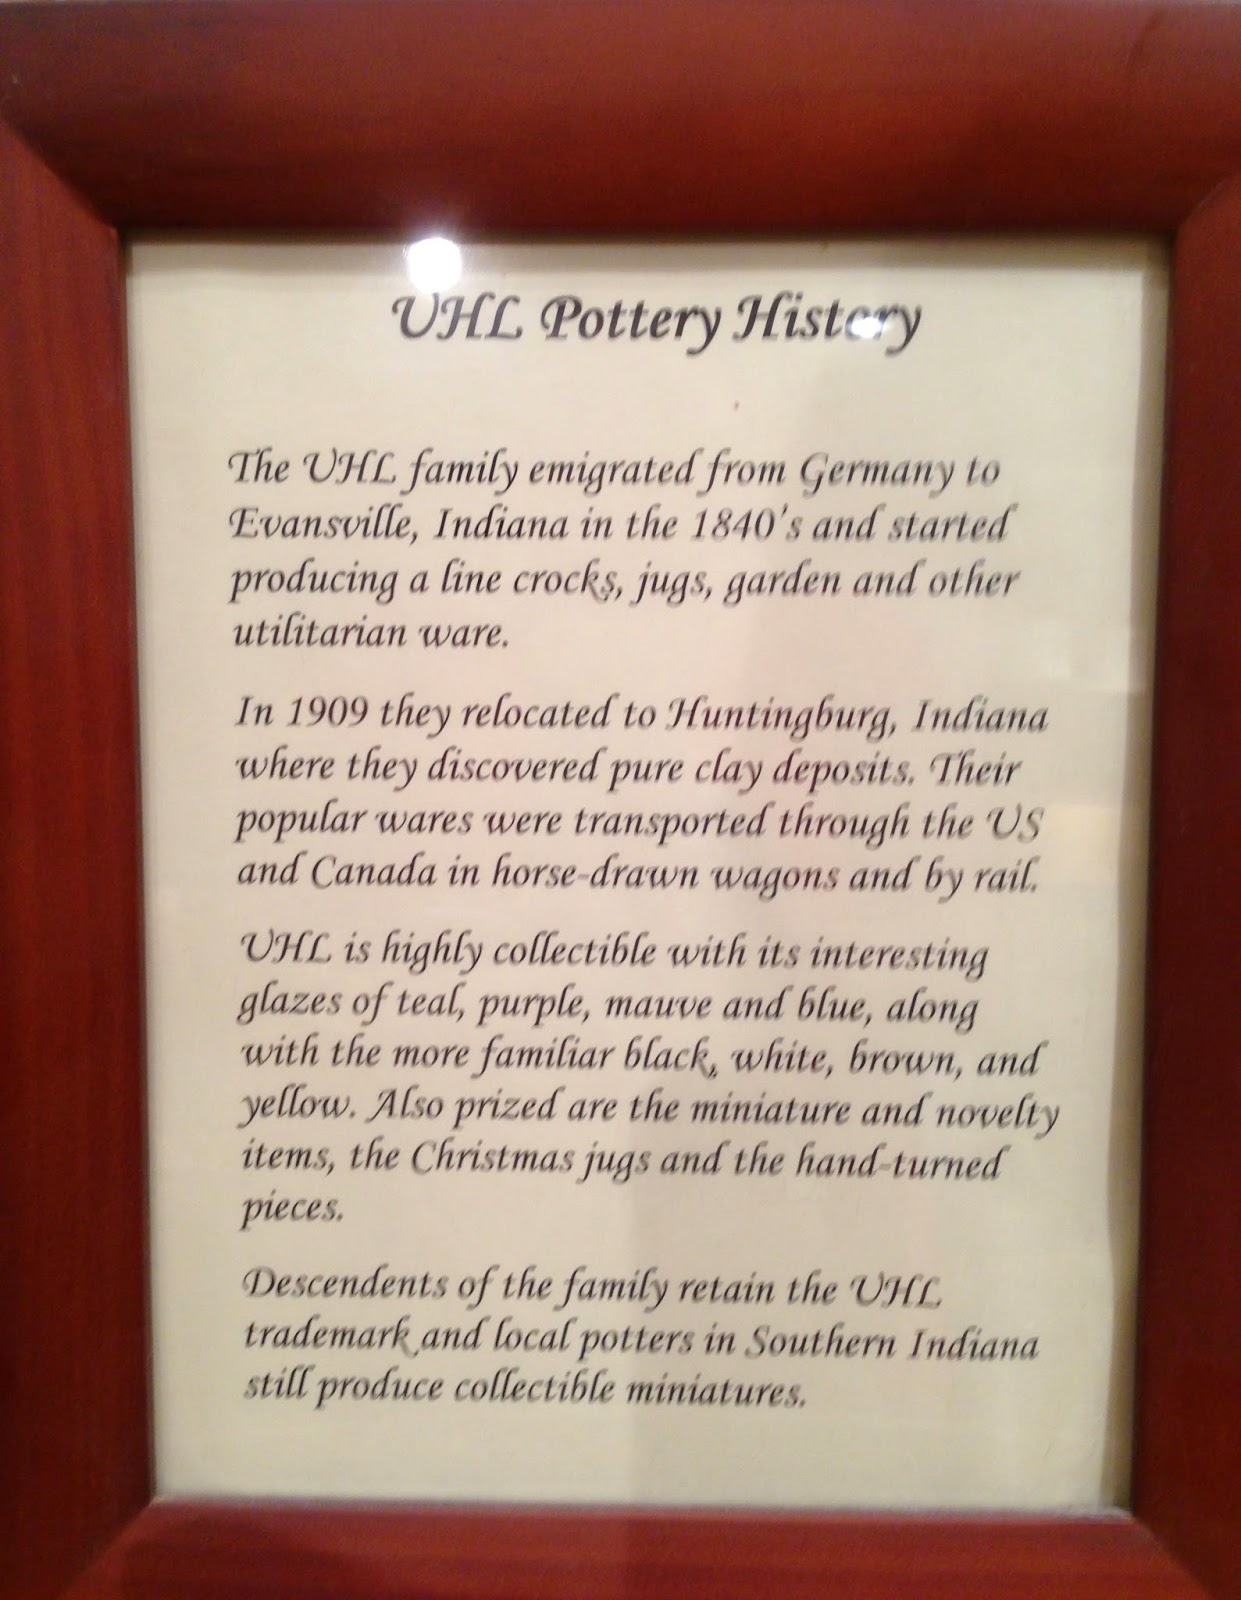 UHL Pottery History
The UHL family emigrated from Germany to
Evansville, Indiana in the 1840's and started
producing a line crocks, jugs, garden and other
utilitarian ware.
In 1909 they relocated to Huntingburg, Indiana
where they discovered pure clay deposits. Their
popular wares were transported through the US
and Canada in horse-drawn wagons and by rail.
UHL is highly collectible with its interesting
glazes of teal, purple, mauve and blue, along
with the more familiar black, white, brown, and
yellow. Also prized are the miniature and novelty
items, the Christmas jugs and the hand-turned
pieces.
Descendents of the family retain the UHL
trademark and local potters in Southern Indiana
still produce collectible miniatures.